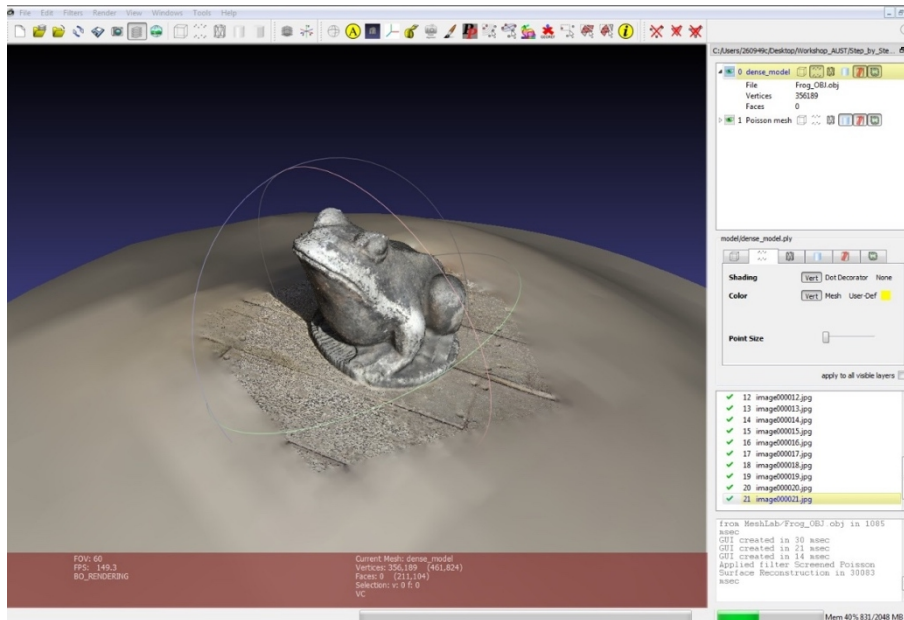 File Edit Filters Render View Windows Tools Help
C:/Users/260949c/Desktop/Workshop_AUST/Step_by_Ste...
0 dense_model
File Frog_OBJ.obj
Vertices 356189
Faces 0
1 Poisson mesh
model/dense_model.ply
Shading Vert Dot Decorator None
Color Vert Mesh User-Def
Point Size
apply to all visible layers
12 image000012.jpg
13 image000013.jpg
14 image000014.jpg
15 image000015.jpg
16 image000016.jpg
17 image000017.jpg
18 image000018.jpg
19 image000019.jpg
20 image000020.jpg
21 image000021.jpg
from MeshLab/Frog_OBJ.obj in 1085
msec
GUI created in 30 msec
GUI created in 21 msec
GUI created in 14 msec
Applied filter Screened Poisson
Surface Reconstruction in 30083
msec
FOV: 60
FPS: 149.3
BO_RENDERING
Current Mesh: dense_model
Vertices: 356,189 (461,824)
Faces: 0 (211,104)
Selection: v: 0 f: 0
VC
Mem 40% 831/2048 MB